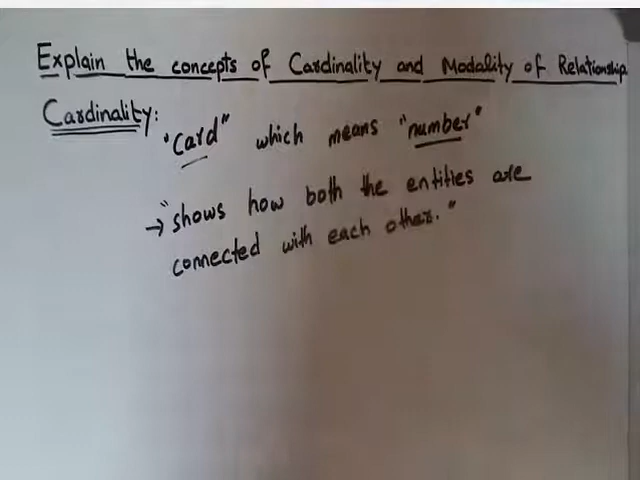 Explain the concepts of Cardinality and Modality of Relationship
Cardinality:
"Card" which means "number"
→ "shows how both the entities are
connected with each other."